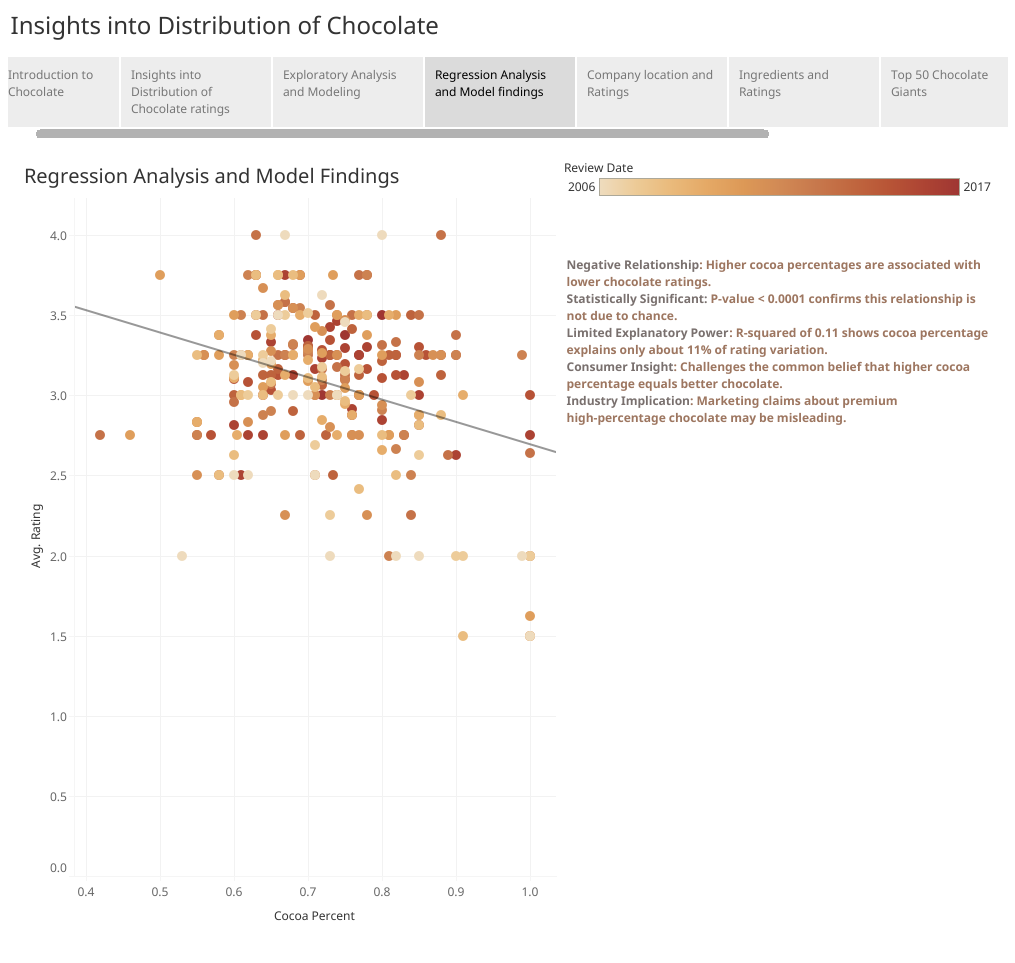 Insights into Distribution of Chocolate
Introduction to
Chocolate
Insights into
Distribution of
Chocolate ratings
Exploratory Analysis
and Modeling
Regression Analysis
and Model findings
Company location and
Ratings
Ingredients and
Ratings
Top 50 Chocolate
Giants
Regression Analysis and Model Findings
Review Date
2006
2017
Negative Relationship: Higher cocoa percentages are associated with
lower chocolate ratings.
Statistically Significant: P-value < 0.0001 confirms this relationship is
not due to chance.
Limited Explanatory Power: R-squared of 0.11 shows cocoa percentage
explains only about 11% of rating variation.
Consumer Insight: Challenges the common belief that higher cocoa
percentage equals better chocolate.
Industry Implication: Marketing claims about premium
high-percentage chocolate may be misleading.
Avg. Rating
4.0
3.5
3.0
2.5
2.0
1.5
1.0
0.5
0.0
0.4
0.5
0.6
0.7
0.8
0.9
1.0
Cocoa Percent